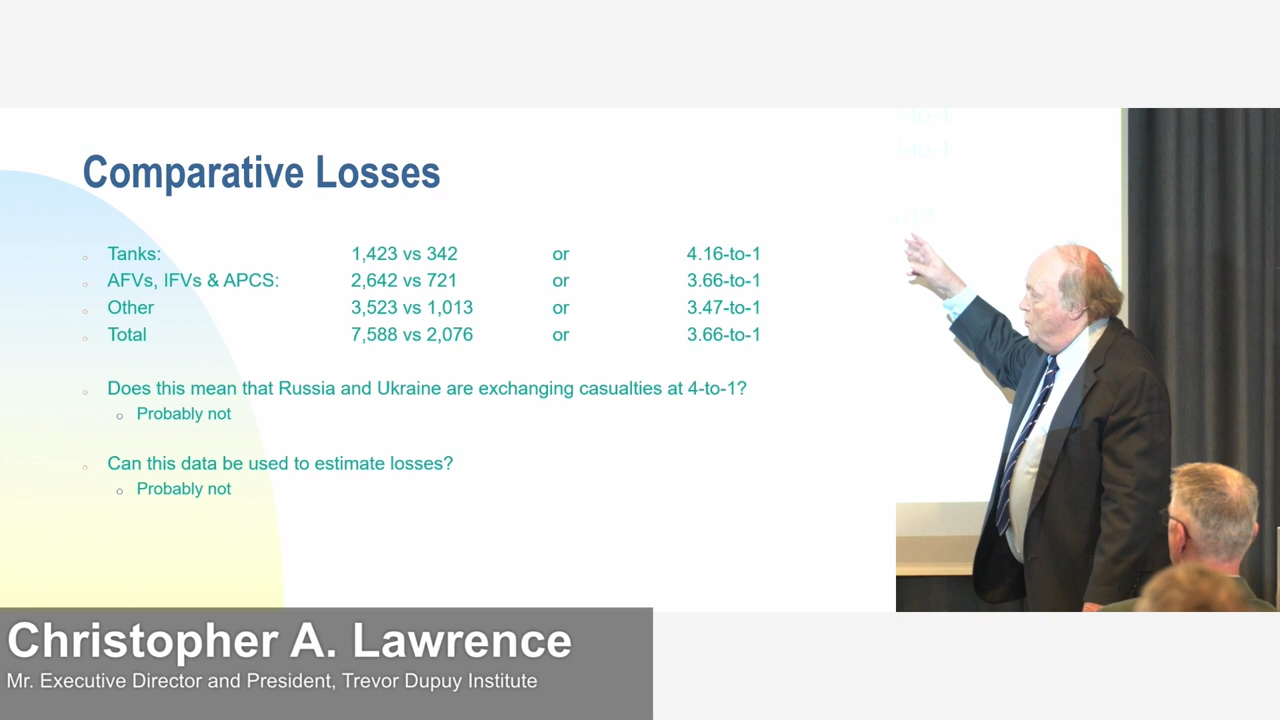 Comparative Losses
Tanks: 1,423 vs 342 or 4.16-to-1
AFVs, IFVs & APCS: 2,642 vs 721 or 3.66-to-1
Other 3,523 vs 1,013 or 3.47-to-1
Total 7,588 vs 2,076 or 3.66-to-1
Does this mean that Russia and Ukraine are exchanging casualties at 4-to-1?
Probably not
Can this data be used to estimate losses?
Probably not
-to-1
-to-1
Christopher A. Lawrence
Mr. Executive Director and President, Trevor Dupuy Institute